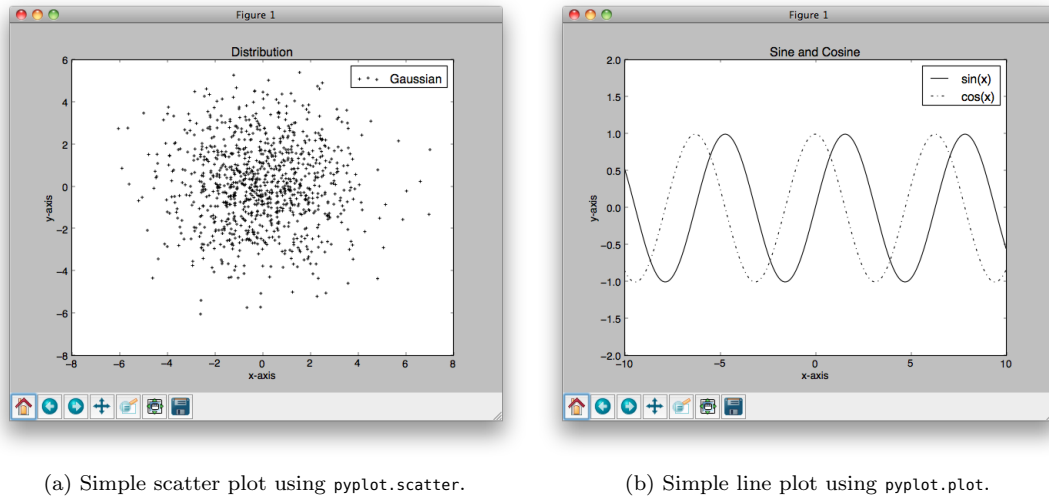 Figure 1
Distribution
Gaussian
6
4
2
0
−2
−4
−6
−8
y-axis
−8 −6 −4 −2 0 2 4 6 8
x-axis
(a) Simple scatter plot using pyplot.scatter.
Figure 1
Sine and Cosine
sin(x)
cos(x)
2.0
1.5
1.0
0.5
0.0
−0.5
−1.0
−1.5
−2.0
y-axis
−10 −5 0 5 10
x-axis
(b) Simple line plot using pyplot.plot.